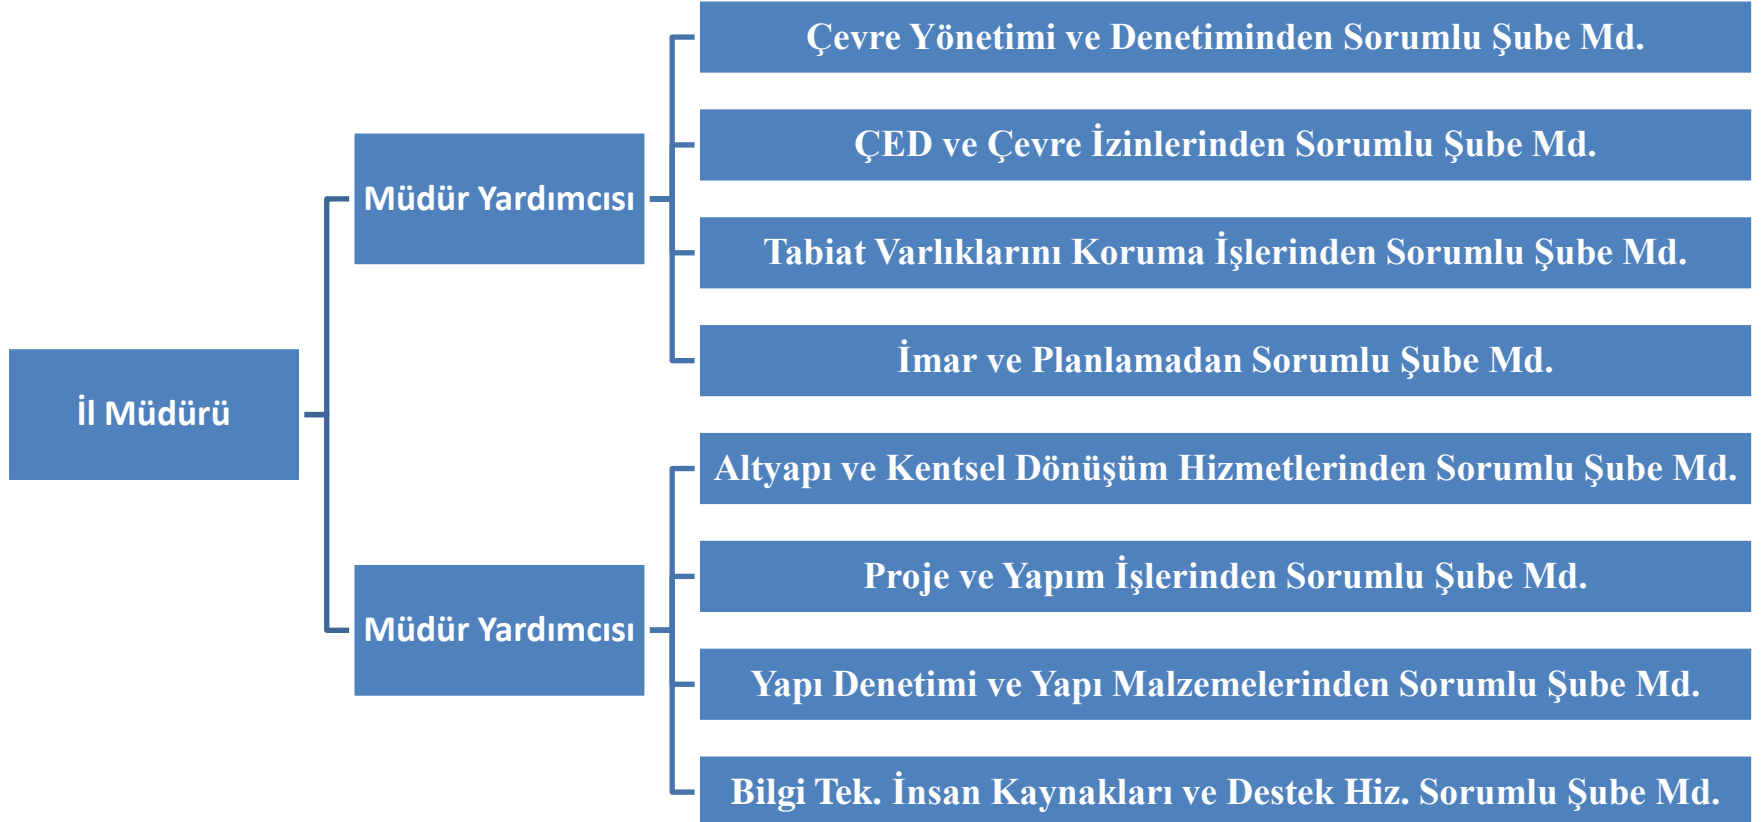 İl Müdürü
Müdür Yardımcısı
Çevre Yönetimi ve Denetiminden Sorumlu Şube Md.
ÇED ve Çevre İzinlerinden Sorumlu Şube Md.
Tabiat Varlıklarını Koruma İşlerinden Sorumlu Şube Md.
İmar ve Planlamadan Sorumlu Şube Md.
Müdür Yardımcısı
Altyapı ve Kentsel Dönüşüm Hizmetlerinden Sorumlu Şube Md.
Proje ve Yapım İşlerinden Sorumlu Şube Md.
Yapı Denetimi ve Yapı Malzemelerinden Sorumlu Şube Md.
Bilgi Tek. İnsan Kaynakları ve Destek Hiz. Sorumlu Şube Md.